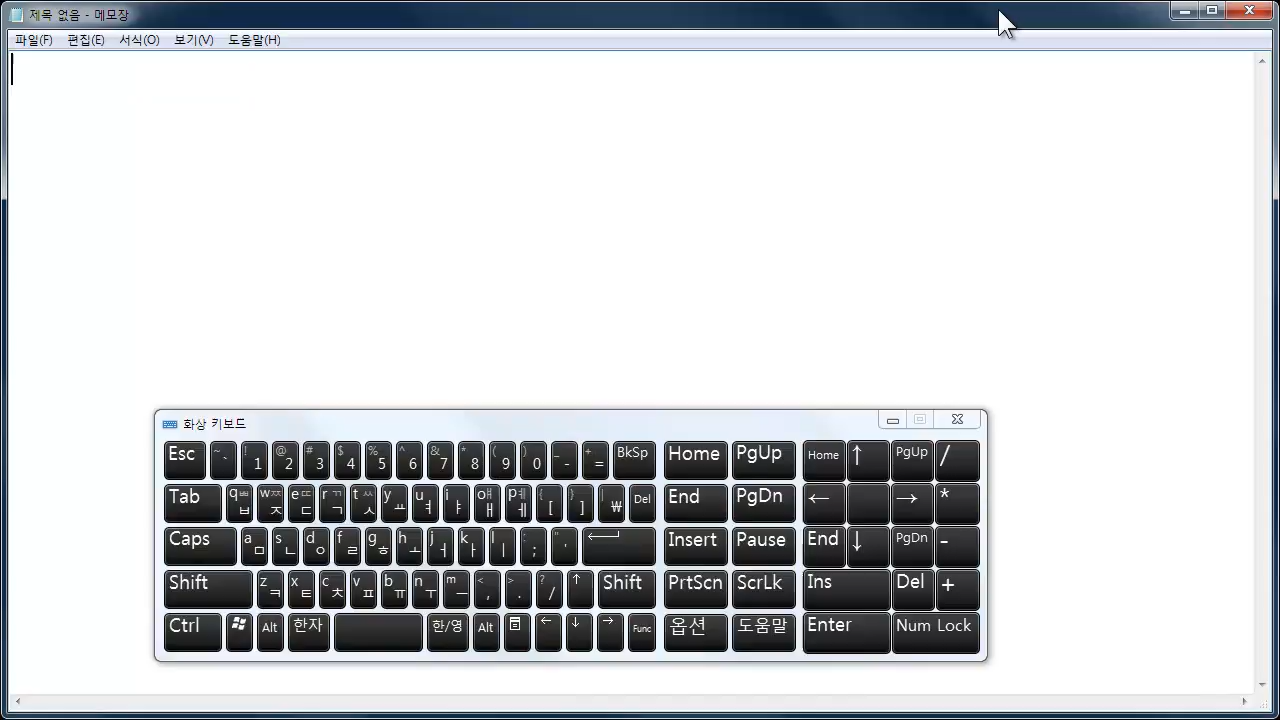 제목 없음 - 메모장
파일(F) 편집(E) 서식(O) 보기(V) 도움말(H)
화상 키보드
Esc ~ ` ! 1 @ 2 # 3 $ 4 % 5 ^ 6 & 7 * 8 ( 9 ) 0 _ - + = BkSp Home PgUp Home ↑ PgUp /
Tab q ㅃ ㅂ w ㅉ ㅈ e ㄸ ㄷ r ㄲ ㄱ t ㅆ ㅅ y ㅛ u ㅕ i ㅑ o ㅒ ㅐ p ㅖ ㅔ { [ } ] | ₩ Del End PgDn ← → *
Caps a ㅁ s ㄴ d ㅇ f ㄹ g ㅎ h ㅗ j ㅓ k ㅏ l ㅣ : ; " ' Insert Pause End ↓ PgDn -
Shift z ㅋ x ㅌ c ㅊ v ㅍ b ㅠ n ㅜ m ㅡ < , > . ? / ↑ Shift PrtScn ScrLk Ins Del +
Ctrl Alt 한자 한/영 Alt ← ↓ → Func 옵션 도움말 Enter Num Lock